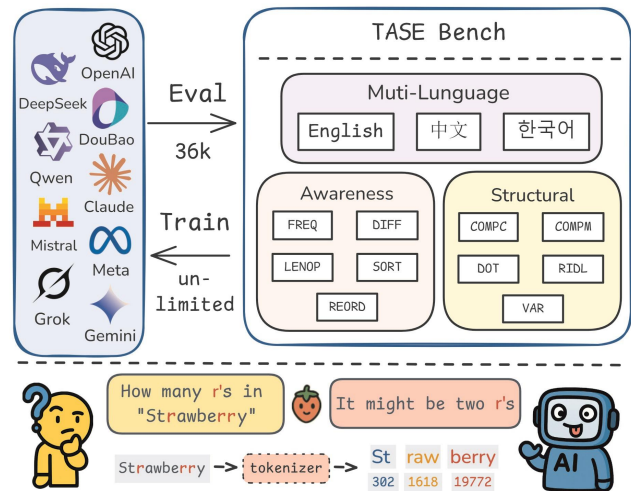 OpenAI
DeepSeek
DouBao
Qwen
Claude
Mistral
Meta
Grok
Gemini
Eval
36k
Train
un-
limited
TASE Bench
Muti-Lunguage
English
中文
한국어
Awareness
FREQ
DIFF
LENOP
SORT
REORD
Structural
COMPC
COMPM
DOT
RIDL
VAR
How many r's in
"Strawberry"
It might be two r's
Strawberry
tokenizer
St raw berry
302 1618 19772
AI